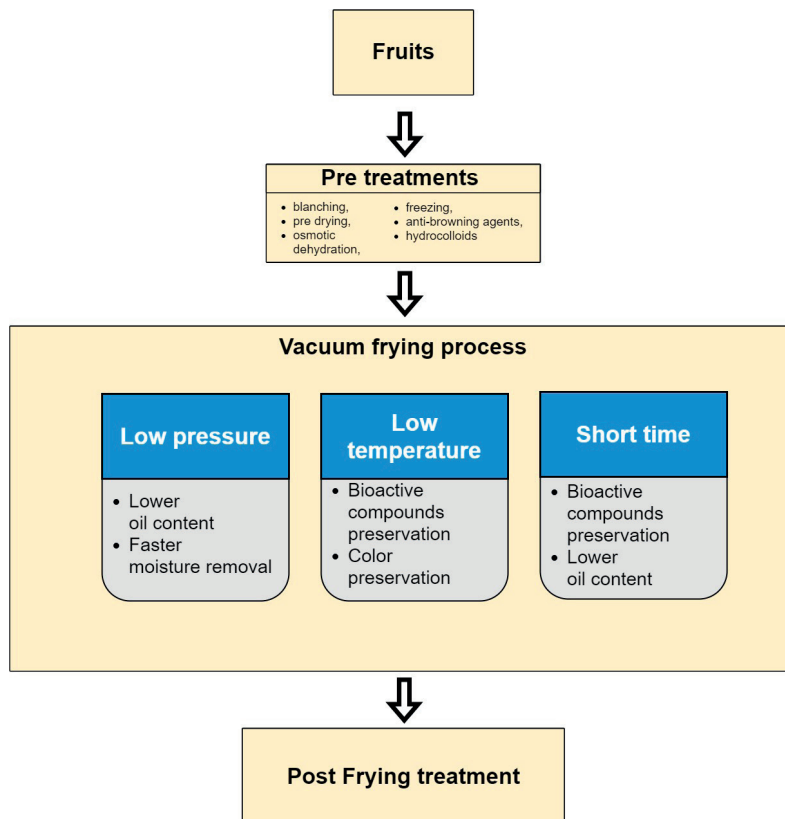 Fruits
Pre treatments
• blanching,
• pre drying,
• osmotic
dehydration,
• freezing,
• anti-browning agents,
• hydrocolloids
Vacuum frying process
Low pressure
• Lower
oil content
• Faster
moisture removal
Low
temperature
• Bioactive
compounds
preservation
• Color
preservation
Short time
• Bioactive
compounds
preservation
• Lower
oil content
Post Frying treatment